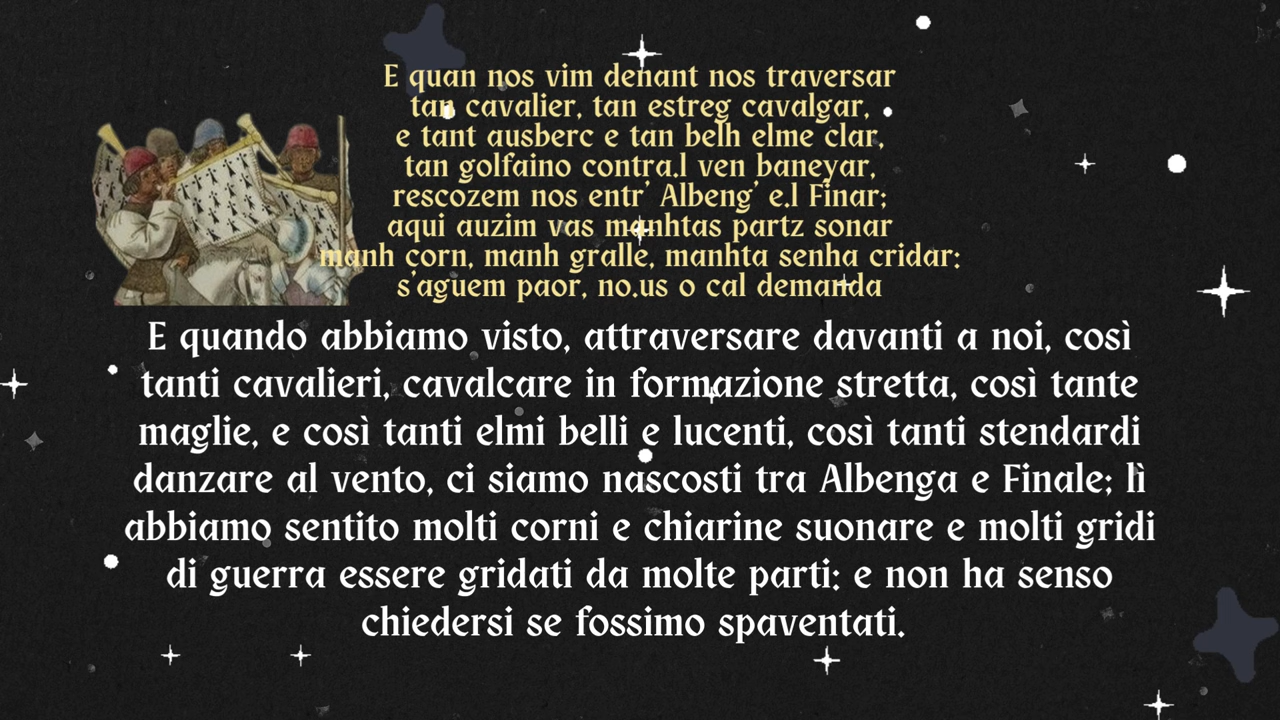 E quan nos vim denant nos traversar
tan cavalier, tan estreg cavalgar,
e tant ausberc e tan belh elme clar,
tan golfaino contra.l ven baneyar,
rescozem nos entr' Albeng' e.l Finar;
aqui auzim vas manhtas partz sonar
manh corn, manh gralle, manhta senha cridar:
s'aguem paor, no.us o cal demanda
E quando abbiamo visto, attraversare davanti a noi, così
tanti cavalieri, cavalcare in formazione stretta, così tante
maglie, e così tanti elmi belli e lucenti, così tanti stendardi
danzare al vento, ci siamo nascosti tra Albenga e Finale; lì
abbiamo sentito molti corni e chiarine suonare e molti gridi
di guerra essere gridati da molte parti: e non ha senso
chiedersi se fossimo spaventati.